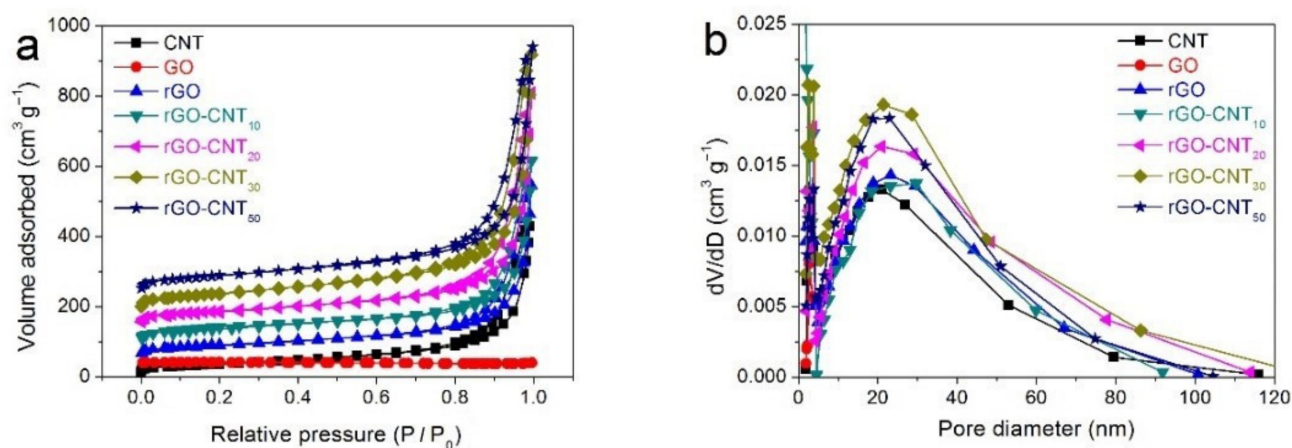 a
Volume adsorbed (cm³ g⁻¹)
1000
800
600
400
200
0
CNT
GO
rGO
rGO-CNT₁₀
rGO-CNT₂₀
rGO-CNT₃₀
rGO-CNT₅₀
0.0 0.2 0.4 0.6 0.8 1.0
Relative pressure (P / P₀)
b
dV/dD (cm³ g⁻¹)
0.025
0.020
0.015
0.010
0.005
0.000
CNT
GO
rGO
rGO-CNT₁₀
rGO-CNT₂₀
rGO-CNT₃₀
rGO-CNT₅₀
0 20 40 60 80 100 120
Pore diameter (nm)